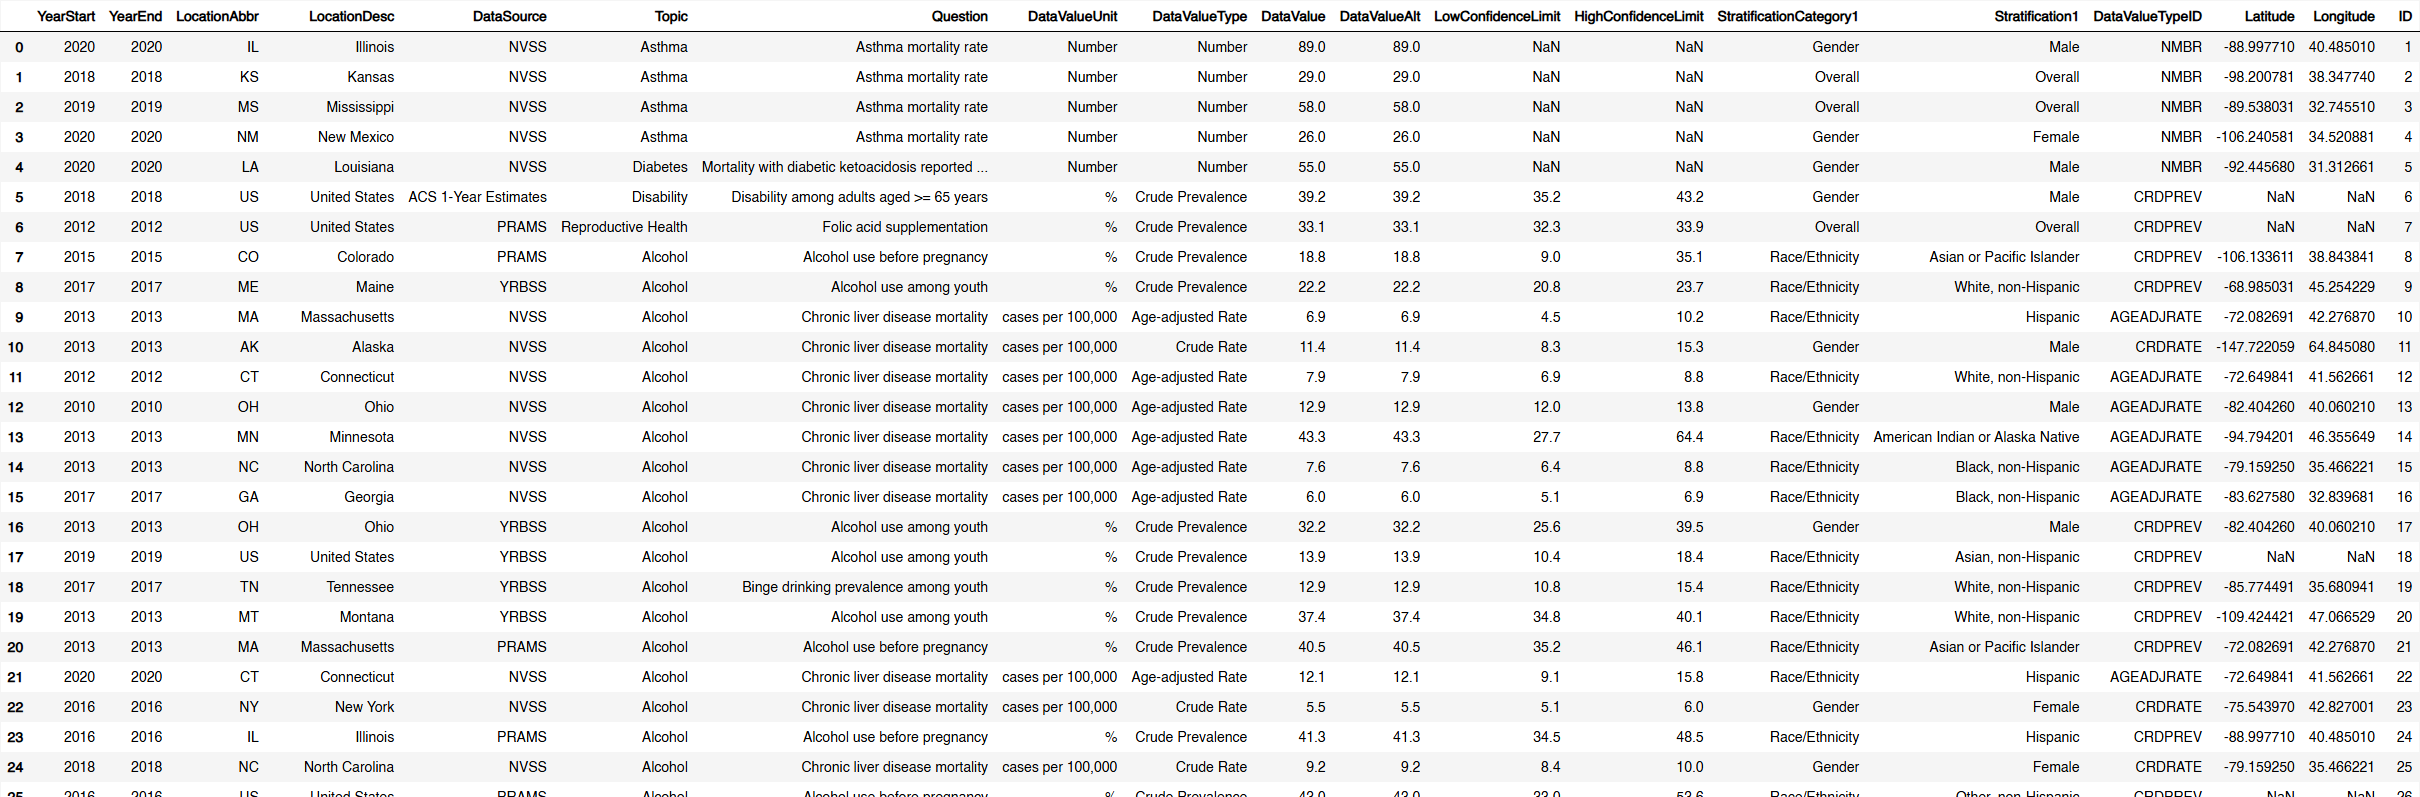 YearStart YearEnd LocationAbbr LocationDesc DataSource Topic Question DataValueUnit DataValueType DataValue DataValueAlt LowConfidenceLimit HighConfidenceLimit StratificationCategory1 Stratification1 DataValueTypeID Latitude Longitude ID
0 2020 2020 IL Illinois NVSS Asthma Asthma mortality rate Number Number 89.0 89.0 NaN NaN Gender Male NMBR -88.997710 40.485010 1
1 2018 2018 KS Kansas NVSS Asthma Asthma mortality rate Number Number 29.0 29.0 NaN NaN Overall Overall NMBR -98.200781 38.347740 2
2 2019 2019 MS Mississippi NVSS Asthma Asthma mortality rate Number Number 58.0 58.0 NaN NaN Overall Overall NMBR -89.538031 32.745510 3
3 2020 2020 NM New Mexico NVSS Asthma Asthma mortality rate Number Number 26.0 26.0 NaN NaN Gender Female NMBR -106.240581 34.520881 4
4 2020 2020 LA Louisiana NVSS Diabetes Mortality with diabetic ketoacidosis reported ... Number Number 55.0 55.0 NaN NaN Gender Male NMBR -92.445680 31.312661 5
5 2018 2018 US United States ACS 1-Year Estimates Disability Disability among adults aged >= 65 years % Crude Prevalence 39.2 39.2 35.2 43.2 Gender Male CRDPREV NaN NaN 6
6 2012 2012 US United States PRAMS Reproductive Health Folic acid supplementation % Crude Prevalence 33.1 33.1 32.3 33.9 Overall Overall CRDPREV NaN NaN 7
7 2015 2015 CO Colorado PRAMS Alcohol Alcohol use before pregnancy % Crude Prevalence 18.8 18.8 9.0 35.1 Race/Ethnicity Asian or Pacific Islander CRDPREV -106.133611 38.843841 8
8 2017 2017 ME Maine YRBSS Alcohol Alcohol use among youth % Crude Prevalence 22.2 22.2 20.8 23.7 Race/Ethnicity White, non-Hispanic CRDPREV -68.985031 45.254229 9
9 2013 2013 MA Massachusetts NVSS Alcohol Chronic liver disease mortality cases per 100,000 Age-adjusted Rate 6.9 6.9 4.5 10.2 Race/Ethnicity Hispanic AGEADJRATE -72.082691 42.276870 10
10 2013 2013 AK Alaska NVSS Alcohol Chronic liver disease mortality cases per 100,000 Crude Rate 11.4 11.4 8.3 15.3 Gender Male CRDRATE -147.722059 64.845080 11
11 2012 2012 CT Connecticut NVSS Alcohol Chronic liver disease mortality cases per 100,000 Age-adjusted Rate 7.9 7.9 6.9 8.8 Race/Ethnicity White, non-Hispanic AGEADJRATE -72.649841 41.562661 12
12 2010 2010 OH Ohio NVSS Alcohol Chronic liver disease mortality cases per 100,000 Age-adjusted Rate 12.9 12.9 12.0 13.8 Gender Male AGEADJRATE -82.404260 40.060210 13
13 2013 2013 MN Minnesota NVSS Alcohol Chronic liver disease mortality cases per 100,000 Age-adjusted Rate 43.3 43.3 27.7 64.4 Race/Ethnicity American Indian or Alaska Native AGEADJRATE -94.794201 46.355649 14
14 2013 2013 NC North Carolina NVSS Alcohol Chronic liver disease mortality cases per 100,000 Age-adjusted Rate 7.6 7.6 6.4 8.8 Race/Ethnicity Black, non-Hispanic AGEADJRATE -79.159250 35.466221 15
15 2017 2017 GA Georgia NVSS Alcohol Chronic liver disease mortality cases per 100,000 Age-adjusted Rate 6.0 6.0 5.1 6.9 Race/Ethnicity Black, non-Hispanic AGEADJRATE -83.627580 32.839681 16
16 2013 2013 OH Ohio YRBSS Alcohol Alcohol use among youth % Crude Prevalence 32.2 32.2 25.6 39.5 Gender Male CRDPREV -82.404260 40.060210 17
17 2019 2019 US United States YRBSS Alcohol Alcohol use among youth % Crude Prevalence 13.9 13.9 10.4 18.4 Race/Ethnicity Asian, non-Hispanic CRDPREV NaN NaN 18
18 2017 2017 TN Tennessee YRBSS Alcohol Binge drinking prevalence among youth % Crude Prevalence 12.9 12.9 10.8 15.4 Race/Ethnicity White, non-Hispanic CRDPREV -85.774491 35.680941 19
19 2013 2013 MT Montana YRBSS Alcohol Alcohol use among youth % Crude Prevalence 37.4 37.4 34.8 40.1 Race/Ethnicity White, non-Hispanic CRDPREV -109.424421 47.066529 20
20 2013 2013 MA Massachusetts PRAMS Alcohol Alcohol use before pregnancy % Crude Prevalence 40.5 40.5 35.2 46.1 Race/Ethnicity Asian or Pacific Islander CRDPREV -72.082691 42.276870 21
21 2020 2020 CT Connecticut NVSS Alcohol Chronic liver disease mortality cases per 100,000 Age-adjusted Rate 12.1 12.1 9.1 15.8 Race/Ethnicity Hispanic AGEADJRATE -72.649841 41.562661 22
22 2016 2016 NY New York NVSS Alcohol Chronic liver disease mortality cases per 100,000 Crude Rate 5.5 5.5 5.1 6.0 Gender Female CRDRATE -75.543970 42.827001 23
23 2016 2016 IL Illinois PRAMS Alcohol Alcohol use before pregnancy % Crude Prevalence 41.3 41.3 34.5 48.5 Race/Ethnicity Hispanic CRDPREV -88.997710 40.485010 24
24 2018 2018 NC North Carolina NVSS Alcohol Chronic liver disease mortality cases per 100,000 Crude Rate 9.2 9.2 8.4 10.0 Gender Female CRDRATE -79.159250 35.466221 25